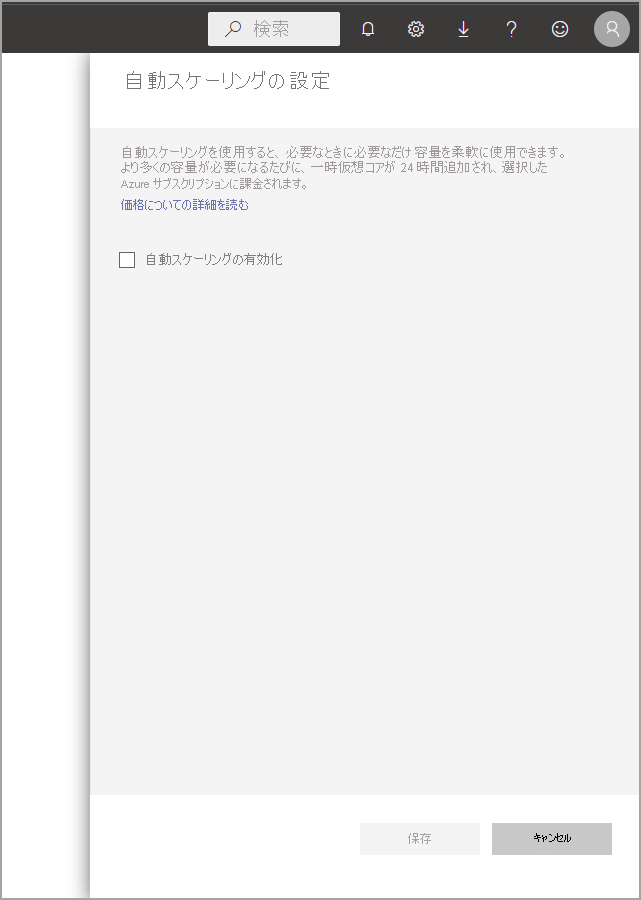 検索
自動スケーリングの設定
自動スケーリングを使用すると、必要なときに必要なだけ容量を柔軟に使用できます。
より多くの容量が必要になるたびに、一時仮想コアが 24 時間追加され、選択した
Azure サブスクリプションに課金されます。
価格についての詳細を読む
自動スケーリングの有効化
保存
キャンセル